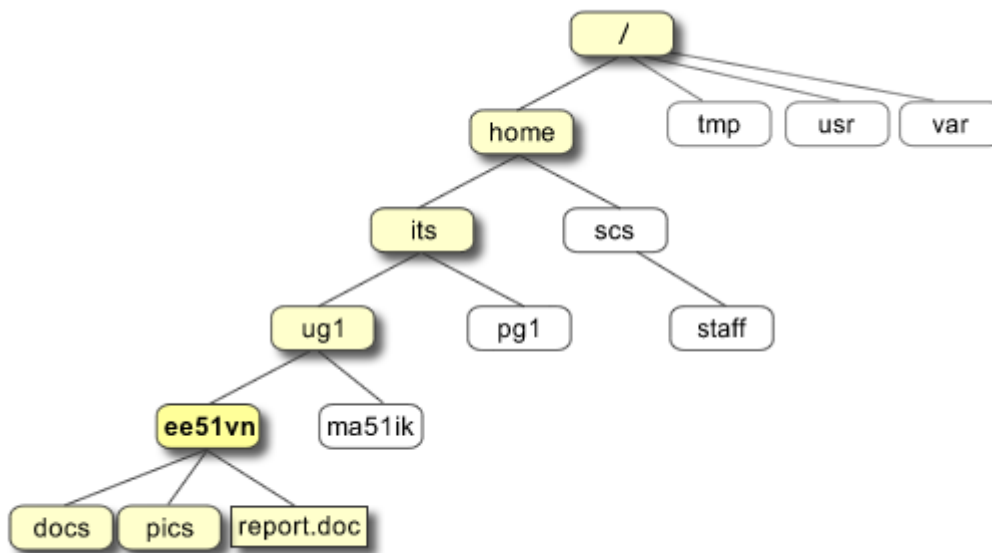 /
home
tmp
usr
var
its
scs
ug1
pg1
staff
ee51vn
ma51ik
docs
pics
report.doc